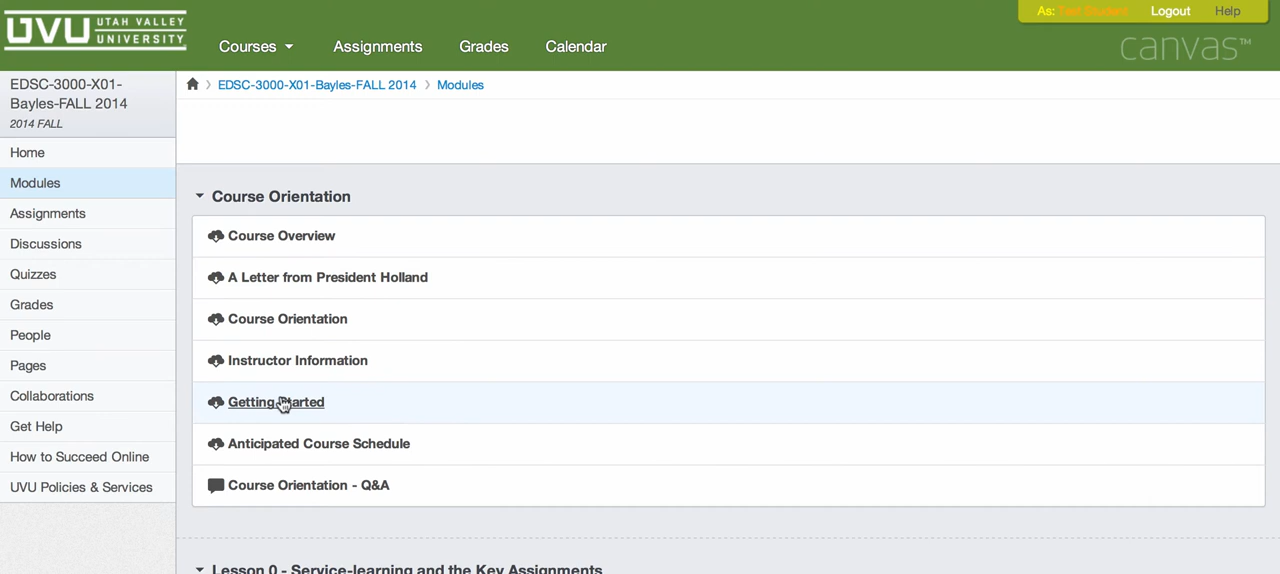 UVU UTAH VALLEY UNIVERSITY
As: Test Student Logout Help
Courses Assignments Grades Calendar
canvas™
EDSC-3000-X01-
Bayles-FALL 2014
2014 FALL
EDSC-3000-X01-Bayles-FALL 2014 Modules
Home
Modules
Assignments
Discussions
Quizzes
Grades
People
Pages
Collaborations
Get Help
How to Succeed Online
UVU Policies & Services
Course Orientation
Course Overview
A Letter from President Holland
Course Orientation
Instructor Information
Getting Started
Anticipated Course Schedule
Course Orientation - Q&A
Lesson 0 - Service-learning and the Key Assignments